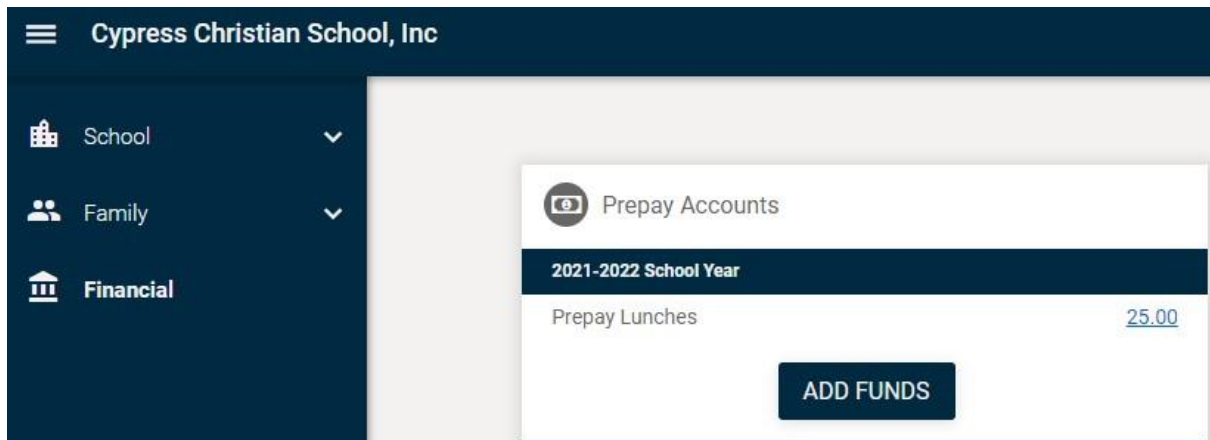 Cypress Christian School, Inc
School
Family
Financial
Prepay Accounts
2021-2022 School Year
Prepay Lunches 25.00
ADD FUNDS